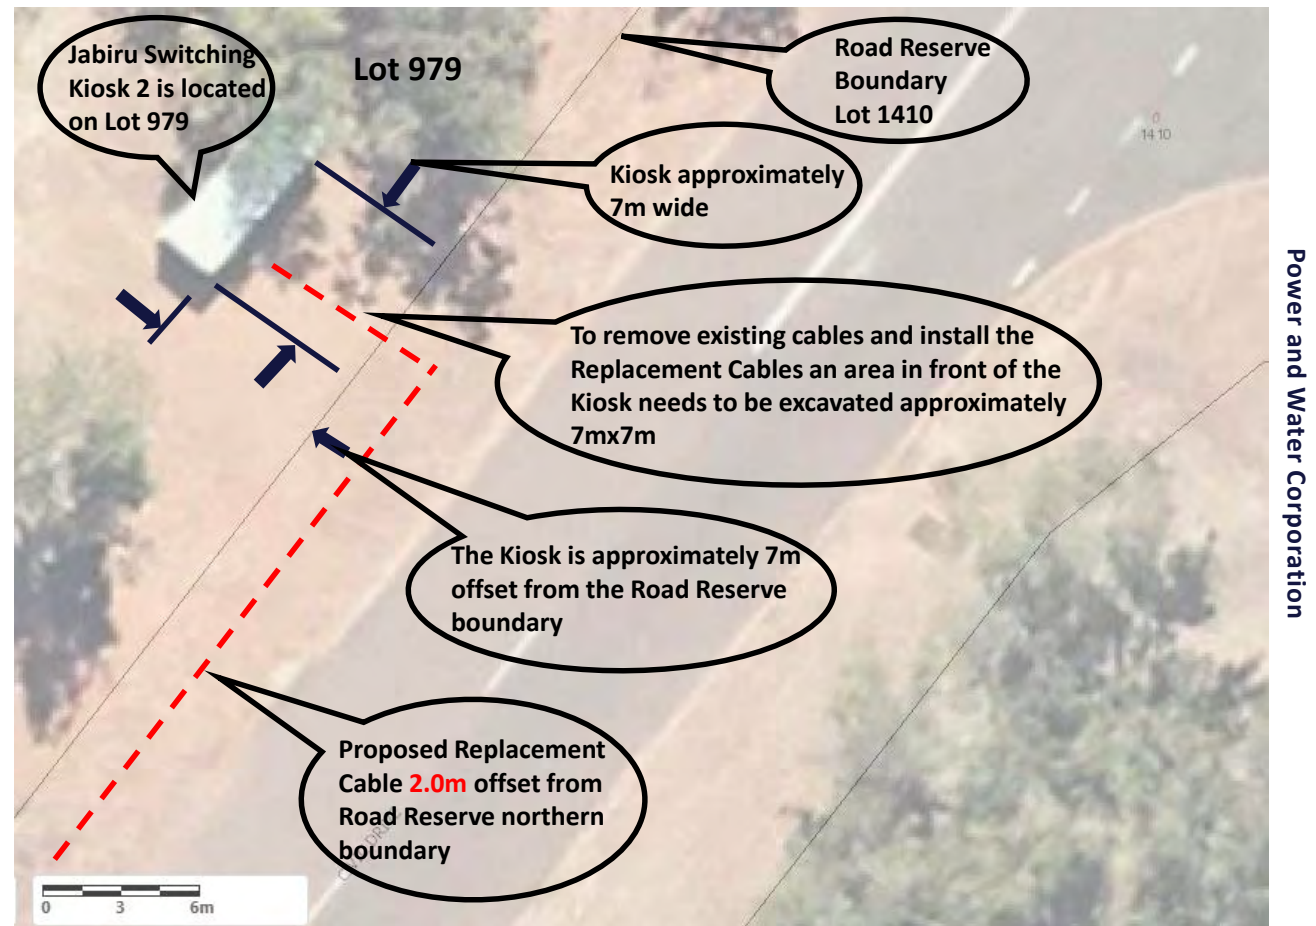 Jabiru Switching
Kiosk 2 is located
on Lot 979
Lot 979
Road Reserve
Boundary
Lot 1410
0
1410
Kiosk approximately
7m wide
To remove existing cables and install the
Replacement Cables an area in front of the
Kiosk needs to be excavated approximately
7mx7m
The Kiosk is approximately 7m
offset from the Road Reserve
boundary
Proposed Replacement
Cable 2.0m offset from
Road Reserve northern
boundary
0 3 6m
Power and Water Corporation